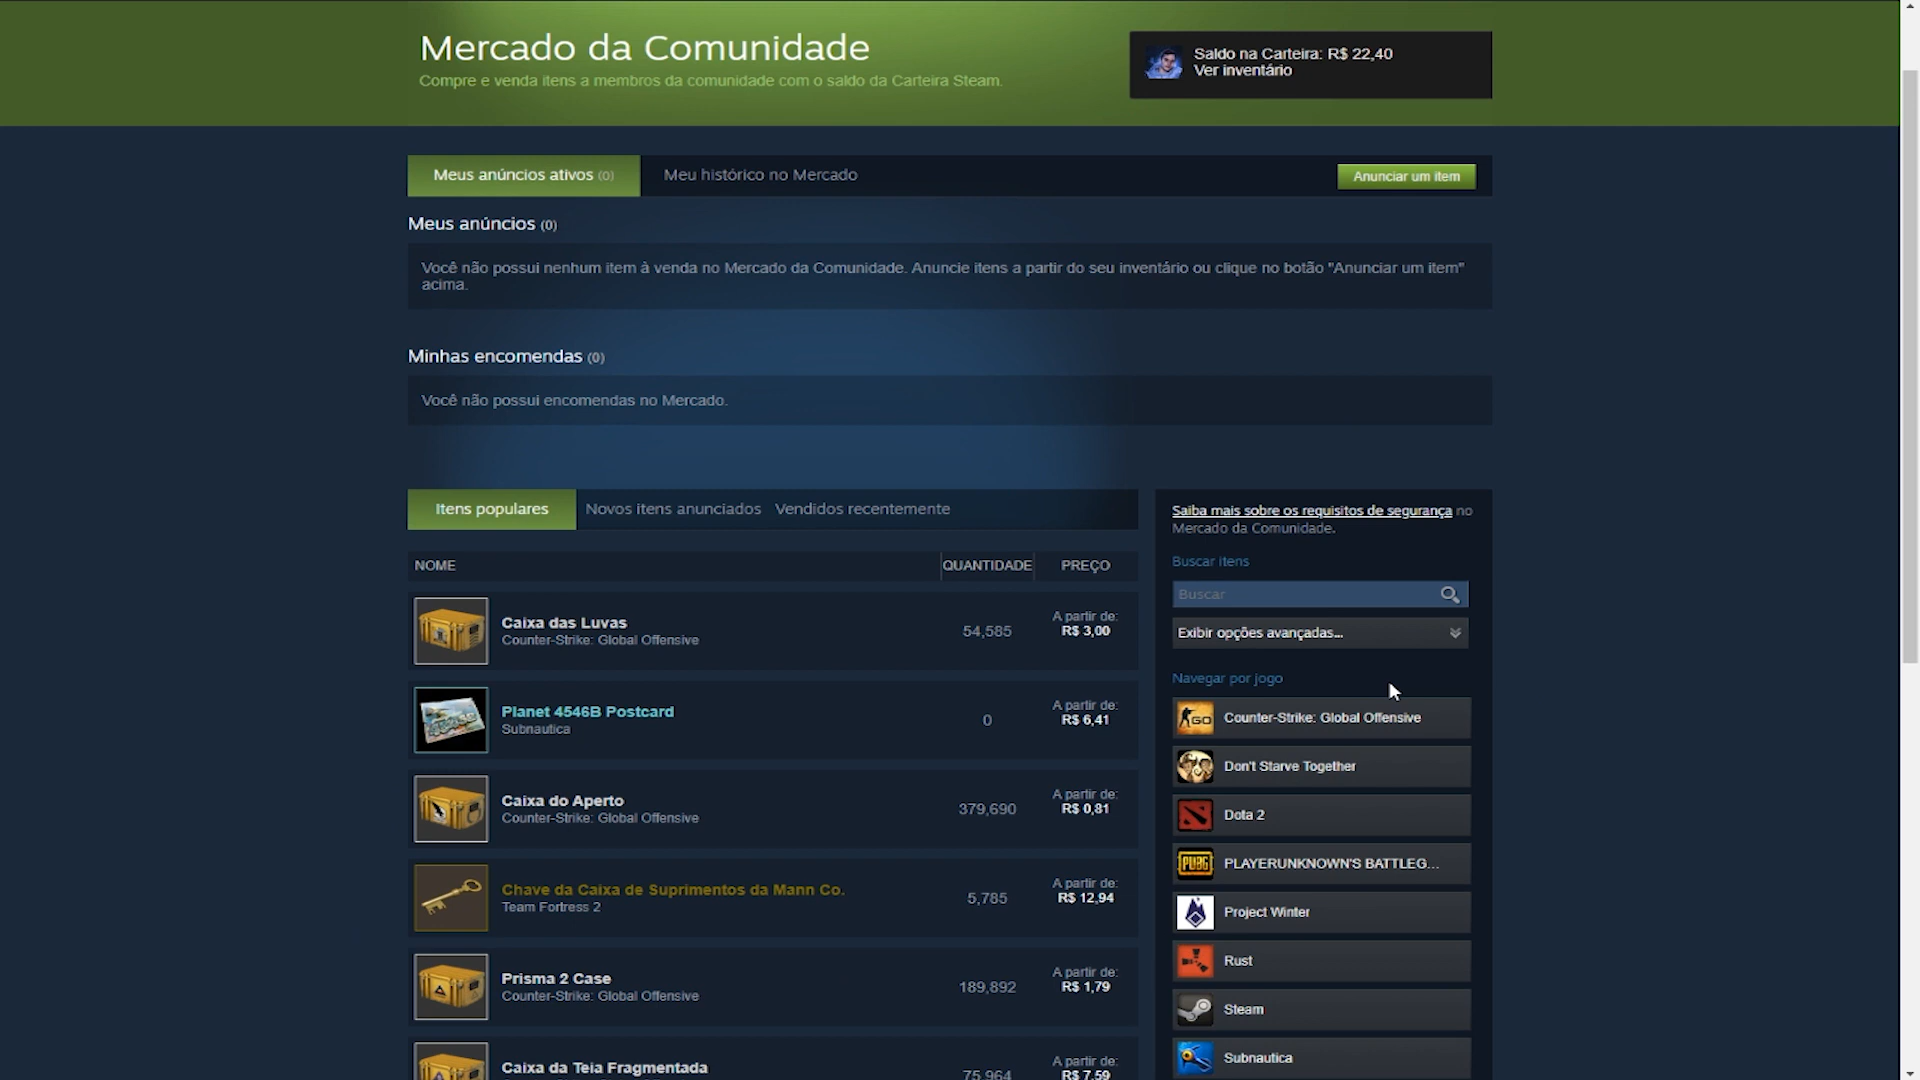 Mercado da Comunidade
Compre e venda itens a membros da comunidade com o saldo da Carteira Steam.
Saldo na Carteira: R$ 22,40
Ver inventário
Meus anúncios ativos (0)
Meu histórico no Mercado
Anunciar um item
Meus anúncios (0)
Você não possui nenhum item à venda no Mercado da Comunidade. Anuncie itens a partir do seu inventário ou clique no botão "Anunciar um item"
acima.
Minhas encomendas (0)
Você não possui encomendas no Mercado.
Itens populares
Novos itens anunciados
Vendidos recentemente
NOME
QUANTIDADE
PREÇO
Caixa das Luvas
Counter-Strike: Global Offensive
54,585
A partir de:
R$ 3,00
Planet 4546B Postcard
Subnautica
0
A partir de:
R$ 6,41
Caixa do Aperto
Counter-Strike: Global Offensive
379,690
A partir de:
R$ 0,81
Chave da Caixa de Suprimentos da Mann Co.
Team Fortress 2
5,785
A partir de:
R$ 12,94
Prisma 2 Case
Counter-Strike: Global Offensive
189,892
A partir de:
R$ 1,79
Caixa da Teia Fragmentada
75,964
A partir de:
R$ 7,59
Saiba mais sobre os requisitos de segurança no
Mercado da Comunidade.
Buscar itens
Buscar
Exibir opções avançadas...
Navegar por jogo
GO
Counter-Strike: Global Offensive
Don't Starve Together
Dota 2
PUBG
PLAYERUNKNOWN'S BATTLEG...
Project Winter
Rust
Steam
Subnautica